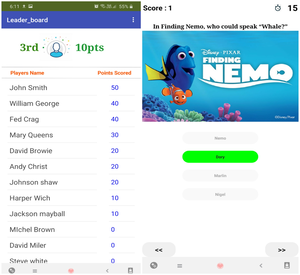 6:11
Leader_board
3rd 10pts
Players Name Points Scored
John Smith 50
William George 40
Fed Crag 40
Mary Queens 30
David Browie 20
Andy Christ 20
Johnson shaw 20
Harper Wich 10
Jackson mayball 10
MIchel Brown 0
David Miler 0
Steve white 0
Score : 1 15
In Finding Nemo, who could speak “Whale?”
Disney · PIXAR
FINDING
NEMO
©Disney/Pixar
Nemo
Dory
Marlin
Nigel
<< >>